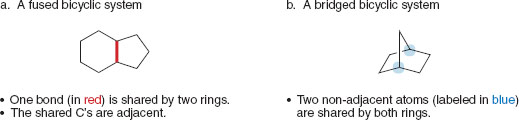 a. A fused bicyclic system
• One bond (in red) is shared by two rings.
• The shared C's are adjacent.
b. A bridged bicyclic system
• Two non-adjacent atoms (labeled in blue)
are shared by both rings.